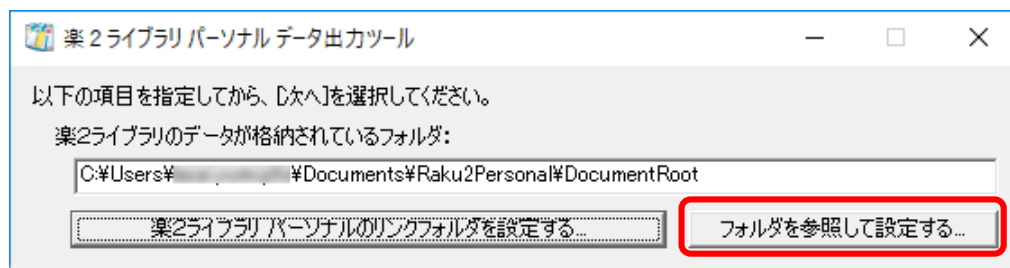 楽２ライブラリ パーソナル データ出力ツール
以下の項目を指定してから、[次へ]を選択してください。
楽2ライブラリのデータが格納されているフォルダ:
C:¥Users¥ ¥Documents¥Raku2Personal¥DocumentRoot
楽2ライブラリ パーソナルのリンクフォルダを設定する...
フォルダを参照して設定する...